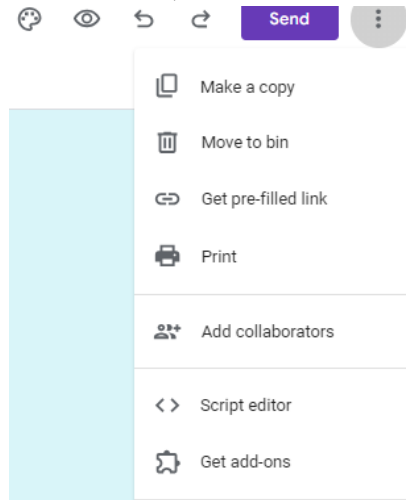 Send
Make a copy
Move to bin
Get pre-filled link
Print
Add collaborators
Script editor
Get add-ons